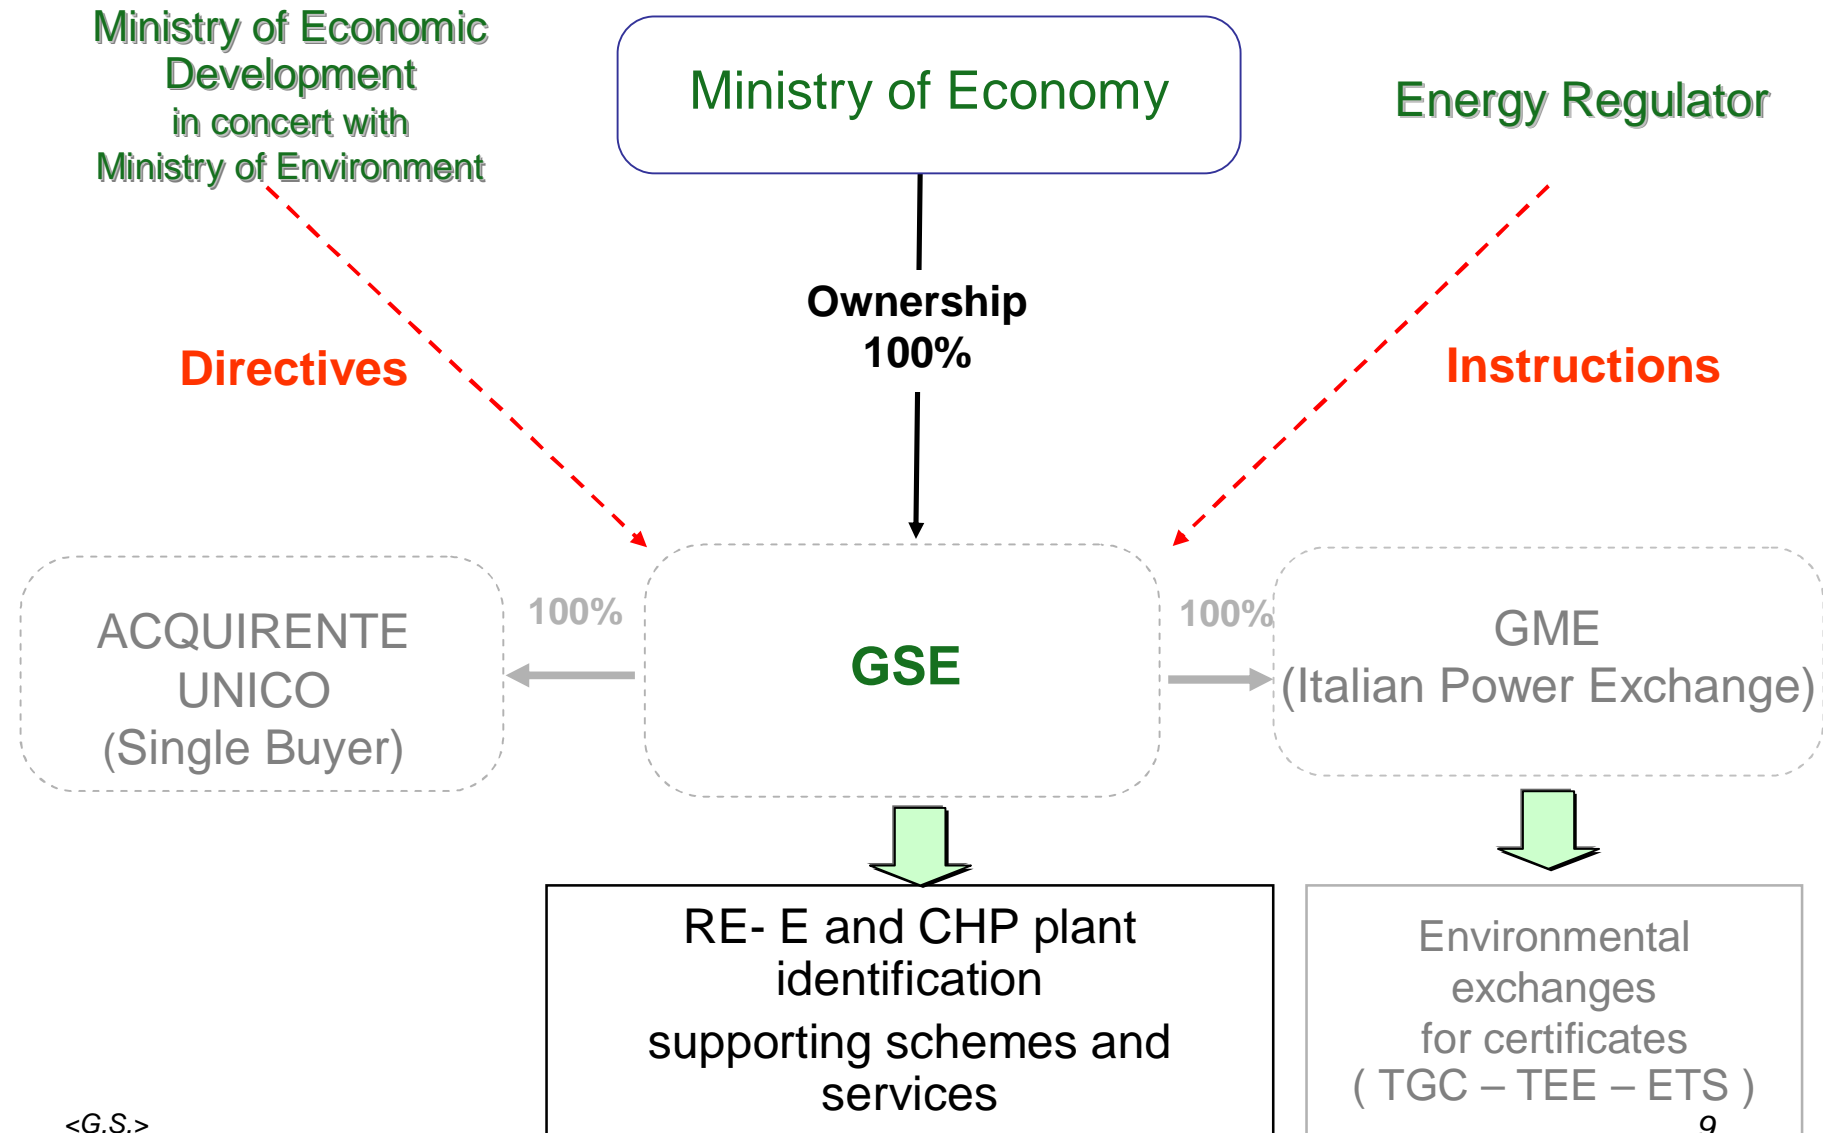 Ministry of Economic
Development
in concert with
Ministry of Environment
Ministry of Economy
Energy Regulator
Ownership
100%
Directives
Instructions
ACQUIRENTE
UNICO
(Single Buyer)
100%
GSE
100%
GME
(Italian Power Exchange)
RE- E and CHP plant
identification
supporting schemes and
services
Environmental
exchanges
for certificates
( TGC – TEE – ETS )
<G.S.>
9